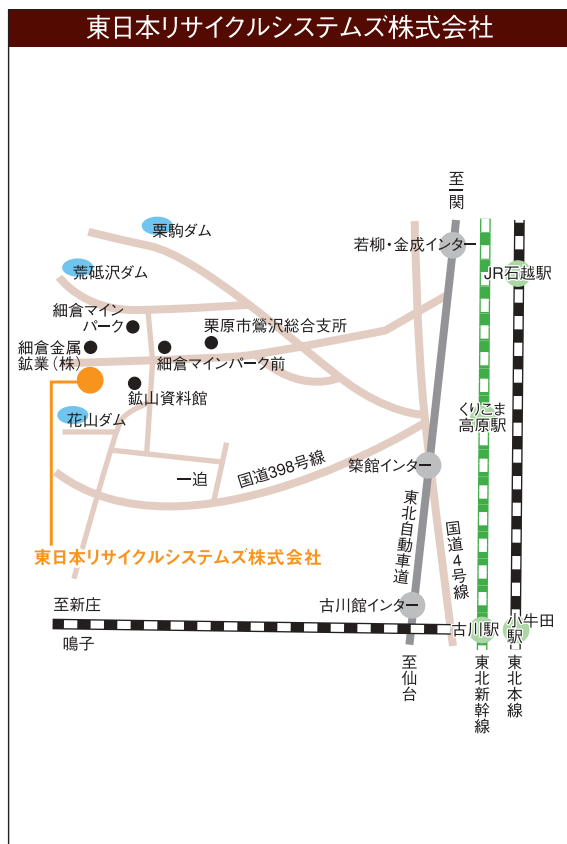 東日本リサイクルシステムズ株式会社
至一関
栗駒ダム
若柳・金成インター
荒砥沢ダム
JR石越駅
細倉マイン
パーク
栗原市鶯沢総合支所
細倉金属
鉱業(株)
細倉マインパーク前
鉱山資料館
くりこま
高原駅
花山ダム
築館インター
国道398号線
一迫
東北自動車道
国道4号線
東日本リサイクルシステムズ株式会社
至新庄
古川館インター
古川駅
小牛田
駅
鳴子
至仙台
東北新幹線
東北本線